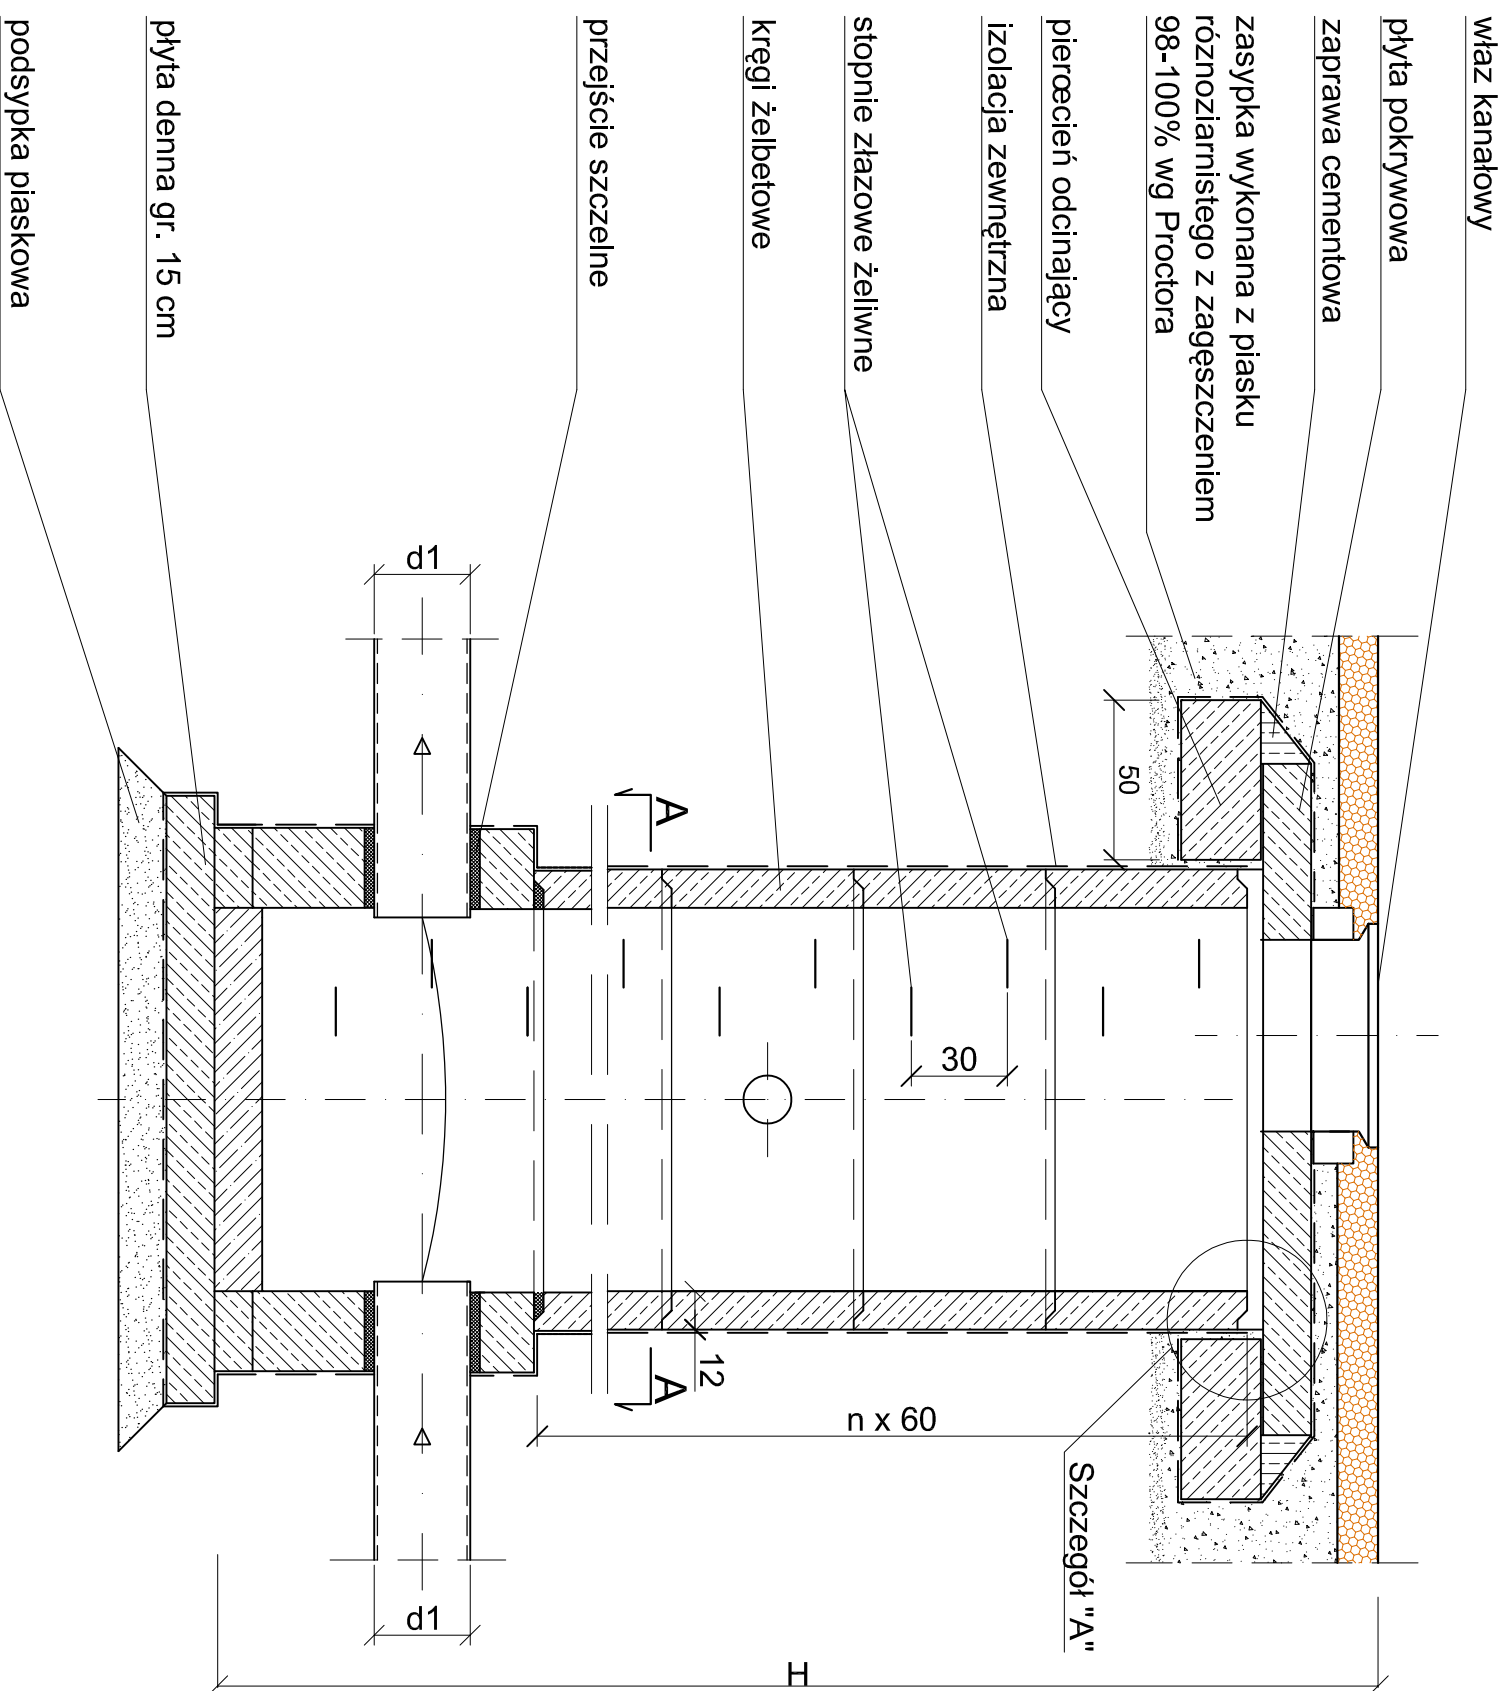 właz kanałowy
płyta pokrywowa
zaprawa cementowa
zasypka wykonana z piasku
róznoziarnistego z zagęszczeniem
98-100% wg Proctora
pierœcień odcinający
izolacja zewnętrzna
stopnie złazowe żeliwne
kręgi żelbetowe
przejście szczelne
płyta denna gr. 15 cm
podsypka piaskowa
50
30
12
n x 60
A
A
d1
d1
Szczegół "A"
H